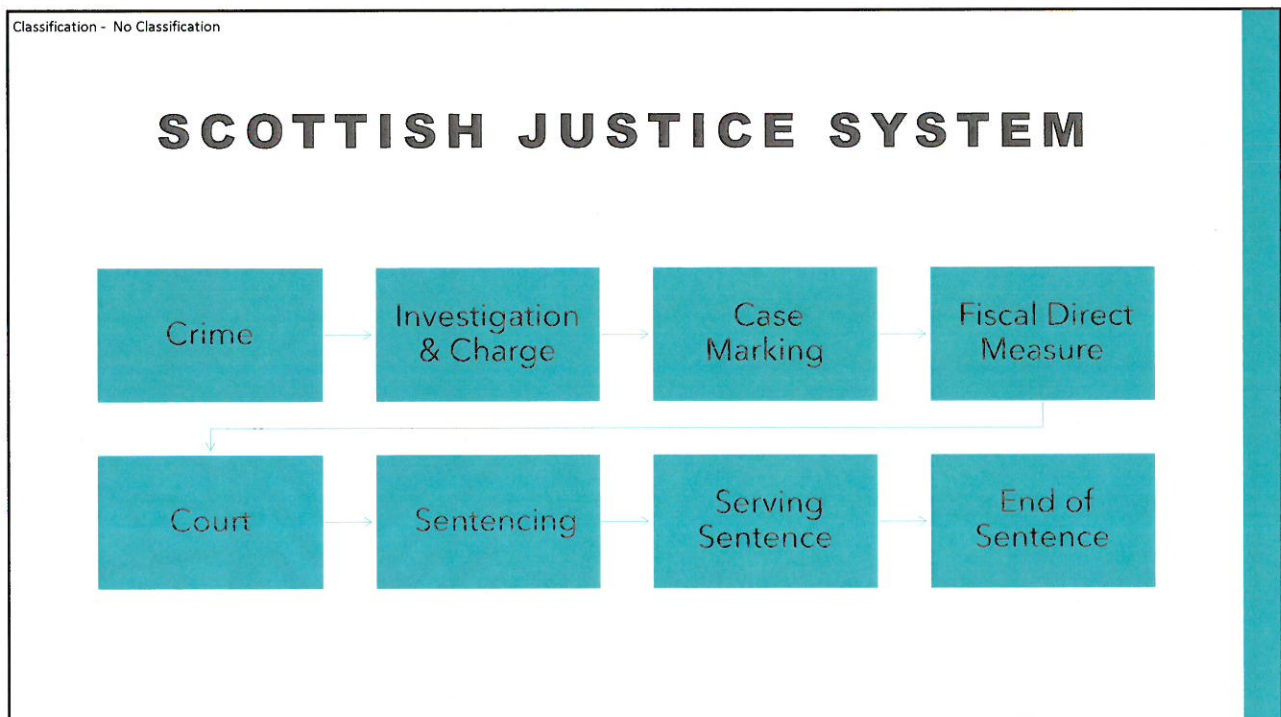 Classification - No Classification
SCOTTISH JUSTICE SYSTEM
Crime
Investigation
& Charge
Case
Marking
Fiscal Direct
Measure
Court
Sentencing
Serving
Sentence
End of
Sentence